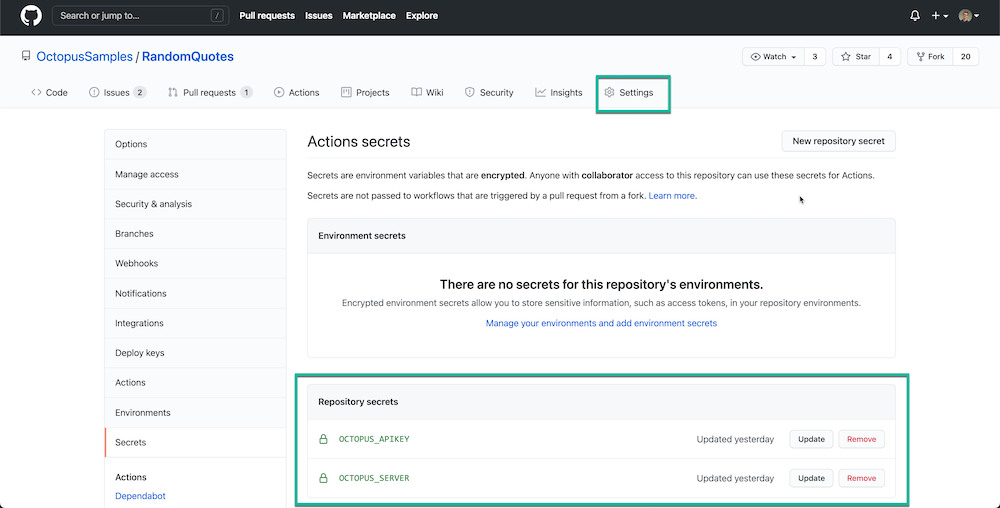 Search or jump to... /
Pull requests Issues Marketplace Explore
OctopusSamples / RandomQuotes
Watch 3 Star 4 Fork 20
Code Issues 2 Pull requests 1 Actions Projects Wiki Security Insights Settings
Options
Manage access
Security & analysis
Branches
Webhooks
Notifications
Integrations
Deploy keys
Actions
Environments
Secrets
Actions
Dependabot
Actions secrets
New repository secret
Secrets are environment variables that are encrypted. Anyone with collaborator access to this repository can use these secrets for Actions.
Secrets are not passed to workflows that are triggered by a pull request from a fork. Learn more.
Environment secrets
There are no secrets for this repository's environments.
Encrypted environment secrets allow you to store sensitive information, such as access tokens, in your repository environments.
Manage your environments and add environment secrets
Repository secrets
OCTOPUS_APIKEY Updated yesterday Update Remove
OCTOPUS_SERVER Updated yesterday Update Remove